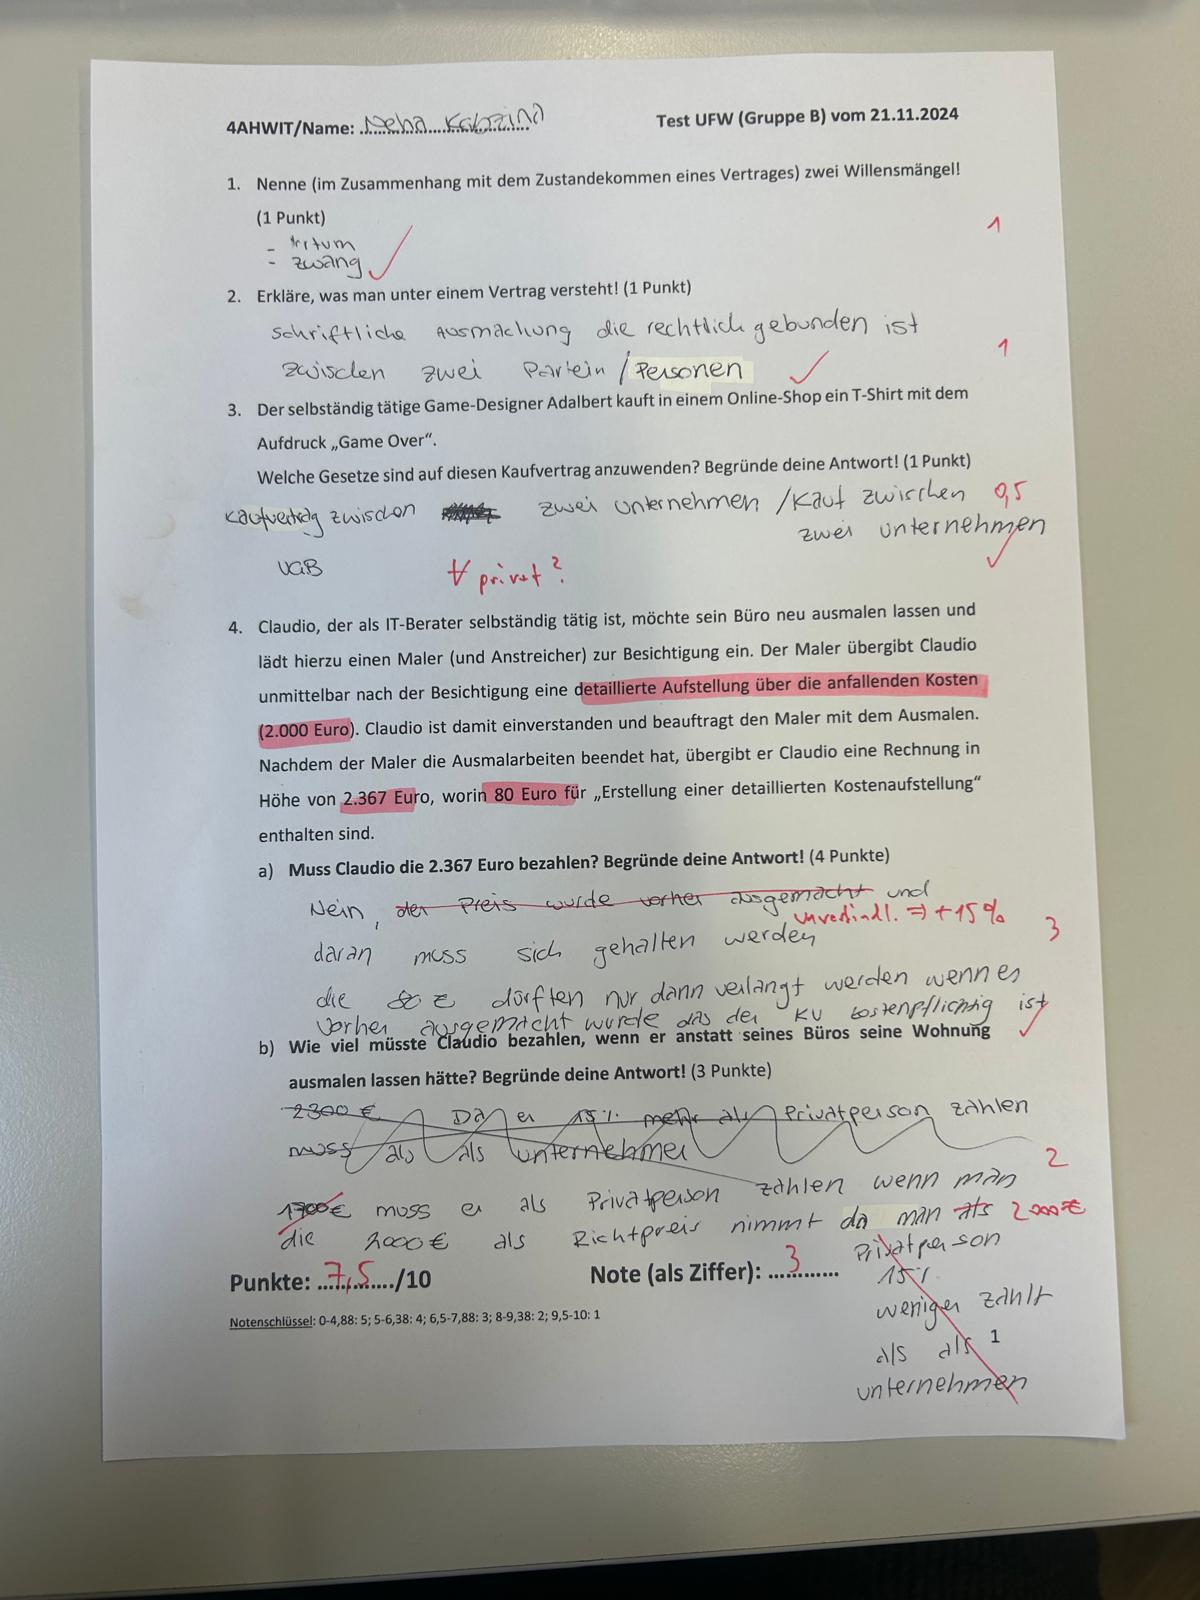 4AHWIT/Name: Neha Kabzina
Test UFW (Gruppe B) vom 21.11.2024
1. Nenne (im Zusammenhang mit dem Zustandekommen eines Vertrages) zwei Willensmängel!
(1 Punkt)
1
- Irrtum
- Zwang
2. Erkläre, was man unter einem Vertrag versteht! (1 Punkt)
Schriftliche Ausmachung die rechtlich gebunden ist
1
zwischen zwei Partein / Personen
3. Der selbständig tätige Game-Designer Adalbert kauft in einem Online-Shop ein T-Shirt mit dem
Aufdruck „Game Over“.
Welche Gesetze sind auf diesen Kaufvertrag anzuwenden? Begründe deine Antwort! (1 Punkt)
Kaufvertrag zwischen zwei unternehmen / Kauf zwischen 0,5
zwei unternehmen
UGB
privat?
4. Claudio, der als IT-Berater selbständig tätig ist, möchte sein Büro neu ausmalen lassen und
lädt hierzu einen Maler (und Anstreicher) zur Besichtigung ein. Der Maler übergibt Claudio
unmittelbar nach der Besichtigung eine detaillierte Aufstellung über die anfallenden Kosten
(2.000 Euro). Claudio ist damit einverstanden und beauftragt den Maler mit dem Ausmalen.
Nachdem der Maler die Ausmalarbeiten beendet hat, übergibt er Claudio eine Rechnung in
Höhe von 2.367 Euro, worin 80 Euro für „Erstellung einer detaillierten Kostenaufstellung“
enthalten sind.
a) Muss Claudio die 2.367 Euro bezahlen? Begründe deine Antwort! (4 Punkte)
Nein, der Preis wurde vorher ausgemacht und
unverbindl. => +15%
daran muss sich gehalten werden
3
die 80 € dürften nur dann verlangt werden wenn es
vorher ausgemacht wurde das der KV kostenpflichtig ist
b) Wie viel müsste Claudio bezahlen, wenn er anstatt seines Büros seine Wohnung
ausmalen lassen hätte? Begründe deine Antwort! (3 Punkte)
2300 € Da er 15% mehr als Privatperson zahlen
muss als als unternehmer
2
1700€ muss er als Privatperson zahlen wenn man
die 2000€ als Richtpreis nimmt da man als 2000€
Privatperson
15%
weniger zahlt
als als
unternehmen
Punkte: 7,5/10
Note (als Ziffer): 3
Notenschlüssel: 0-4,88: 5; 5-6,38: 4; 6,5-7,88: 3; 8-9,38: 2; 9,5-10: 1
1